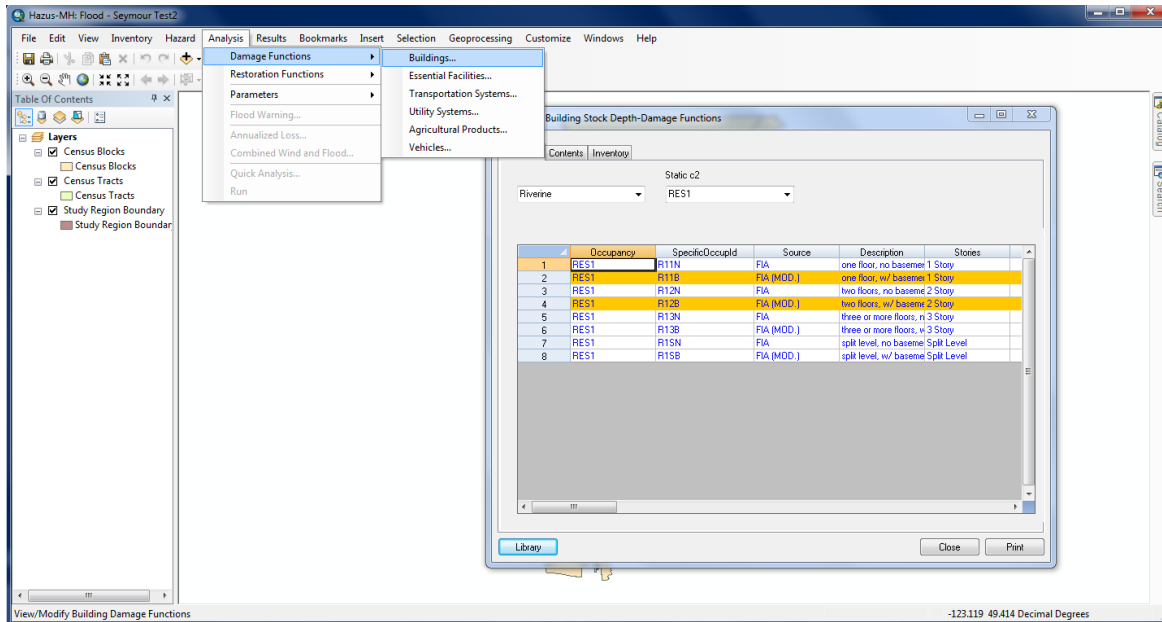 Hazus-MH: Flood - Seymour Test2
File Edit View Inventory Hazard Analysis Results Bookmarks Insert Selection Geoprocessing Customize Windows Help
Damage Functions
Restoration Functions
Parameters
Flood Warning...
Annualized Loss...
Combined Wind and Flood...
Quick Analysis...
Run
Buildings...
Essential Facilities...
Transportation Systems...
Utility Systems...
Agricultural Products...
Vehicles...
Table Of Contents
Layers
Census Blocks
Census Blocks
Census Tracts
Census Tracts
Study Region Boundary
Study Region Boundar
Catalog
Search
Building Stock Depth-Damage Functions
Contents Inventory
Static c2
Riverine RES1
Occupancy SpecificOccupId Source Description Stories
1 RES1 R11N FIA one floor, no basemen 1 Story
2 RES1 R11B FIA (MOD.) one floor, w/ basemen 1 Story
3 RES1 R12N FIA two floors, no baseme 2 Story
4 RES1 R12B FIA (MOD.) two floors, w/ baseme 2 Story
5 RES1 R13N FIA three or more floors, n 3 Story
6 RES1 R13B FIA (MOD.) three or more floors, w 3 Story
7 RES1 R1SN FIA split level, no baseme Split Level
8 RES1 R1SB FIA (MOD.) split level, w/ baseme Split Level
Library Close Print
View/Modify Building Damage Functions -123.119 49.414 Decimal Degrees